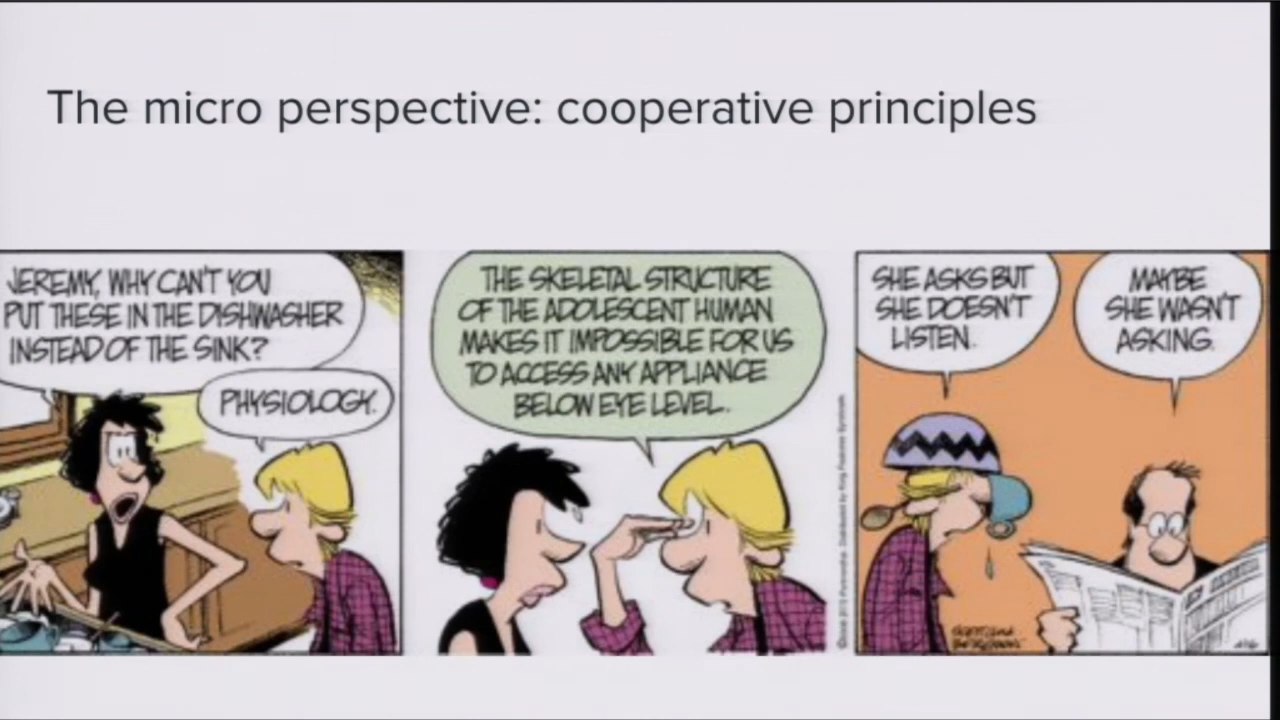 The micro perspective: cooperative principles
JEREMY, WHY CAN'T YOU
PUT THESE IN THE DISHWASHER
INSTEAD OF THE SINK?
PHYSIOLOGY.
THE SKELETAL STRUCTURE
OF THE ADOLESCENT HUMAN
MAKES IT IMPOSSIBLE FOR US
TO ACCESS ANY APPLIANCE
BELOW EYE LEVEL.
SHE ASKS BUT
SHE DOESN'T
LISTEN.
MAYBE
SHE WASN'T
ASKING.